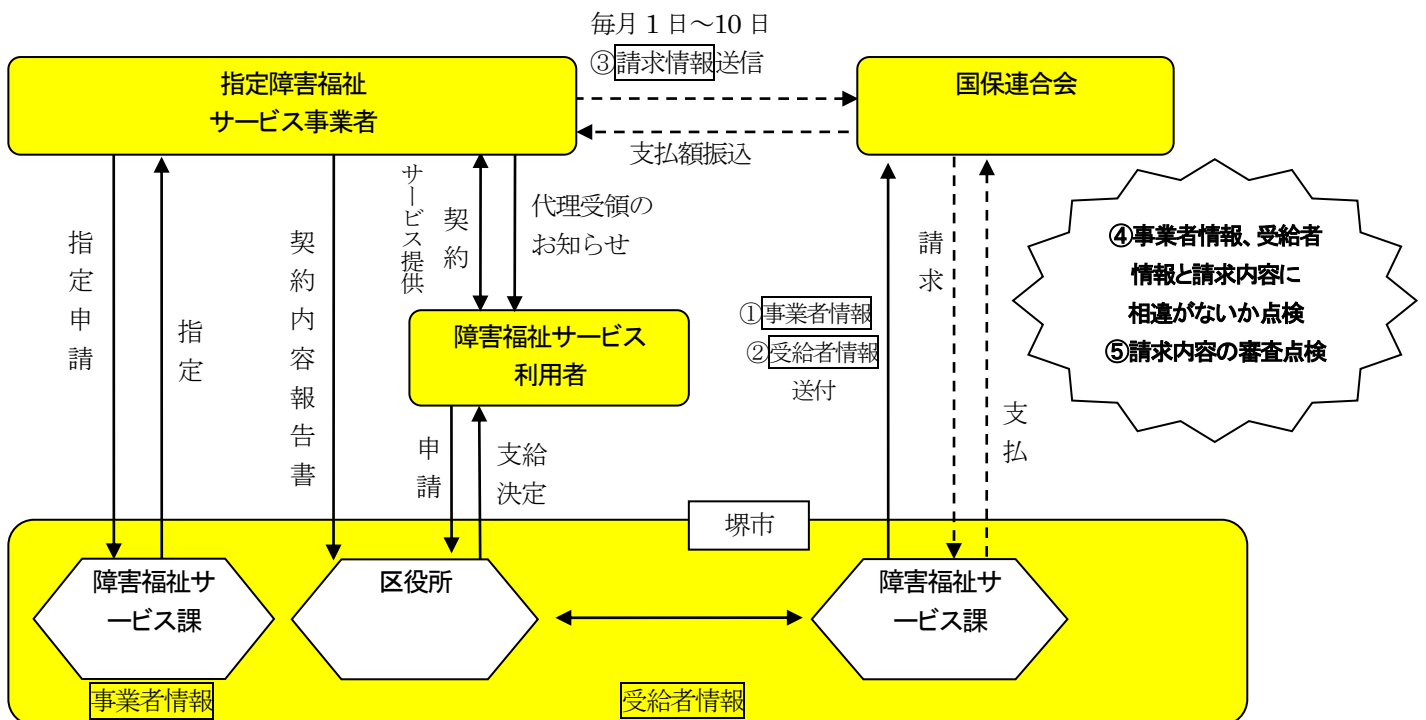 毎月1日～10日
③請求情報送信
指定障害福祉
サービス事業者
国保連合会
支払額振込
指定申請
指定
契約内容報告書
サービス提供
契約
代理受領の
お知らせ
障害福祉サービス
利用者
申請
支給
決定
①事業者情報
②受給者情報
送付
請求
支払
④事業者情報、受給者
情報と請求内容に
相違がないか点検
⑤請求内容の審査点検
堺市
障害福祉サ
ービス課
区役所
障害福祉サ
ービス課
事業者情報
受給者情報